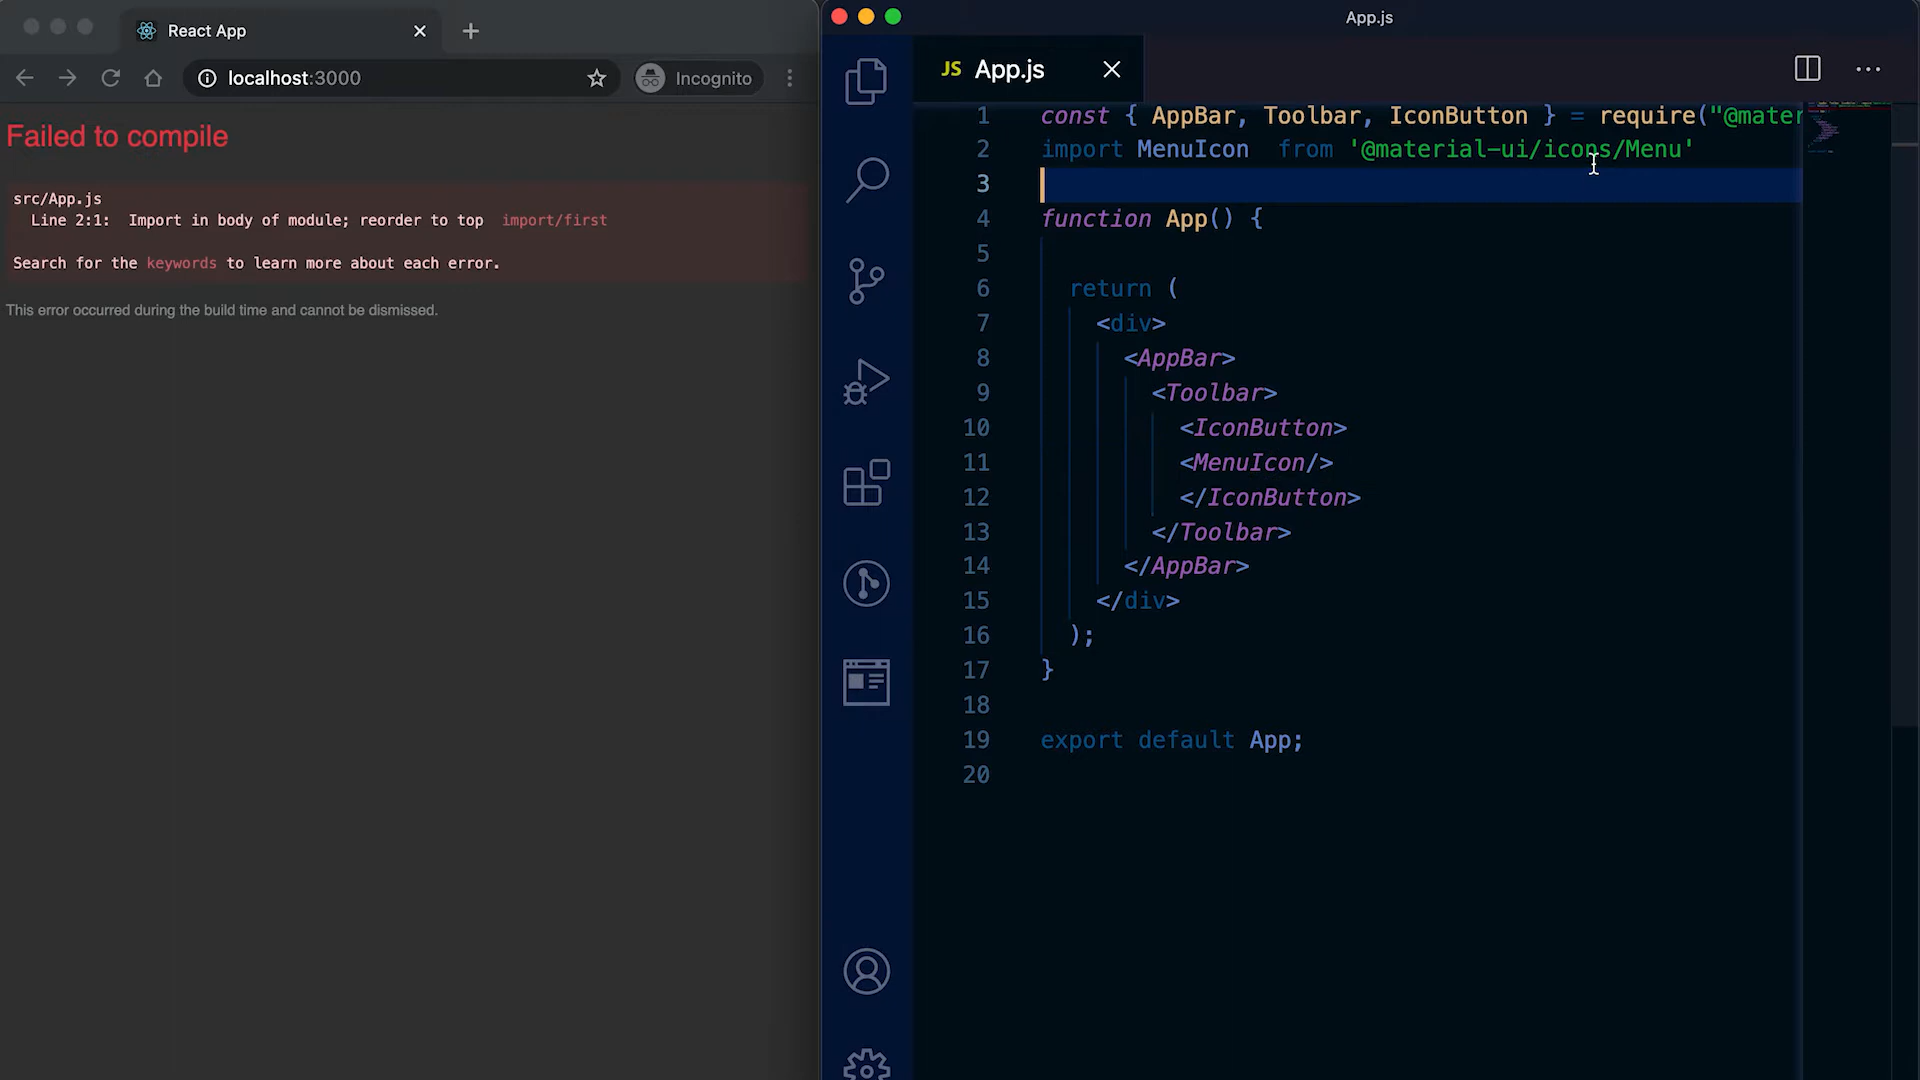 React App
localhost:3000
Incognito
Failed to compile
src/App.js
Line 2:1: Import in body of module; reorder to top import/first
Search for the keywords to learn more about each error.
This error occurred during the build time and cannot be dismissed.
App.js
JS App.js
1 const { AppBar, Toolbar, IconButton } = require("@mater
2 import MenuIcon  from '@material-ui/icons/Menu'
3
4 function App() {
5
6   return (
7     <div>
8       <AppBar>
9         <Toolbar>
10           <IconButton>
11           <MenuIcon/>
12           </IconButton>
13         </Toolbar>
14       </AppBar>
15     </div>
16   );
17 }
18
19 export default App;
20